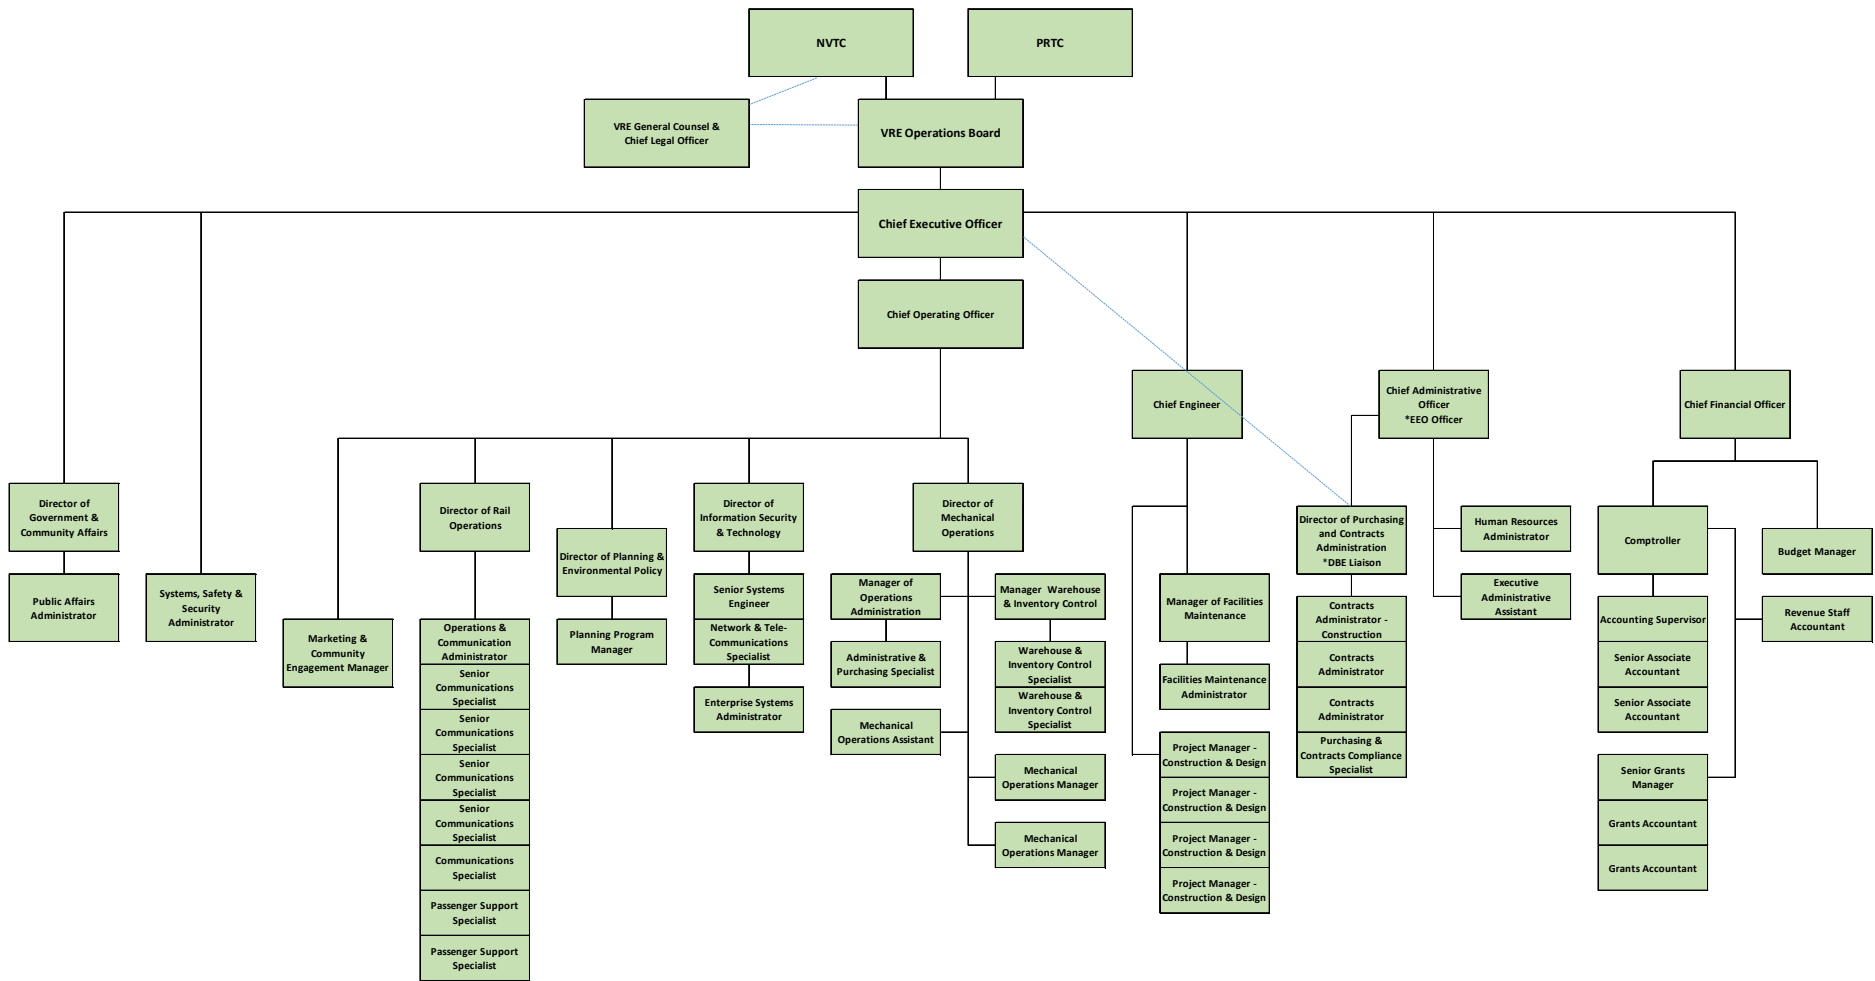 NVTC
PRTC
VRE General Counsel &
Chief Legal Officer
VRE Operations Board
Chief Executive Officer
Chief Operating Officer
Chief Engineer
Chief Administrative
Officer
*EEO Officer
Chief Financial Officer
Director of
Government &
Community Affairs
Public Affairs
Administrator
Systems, Safety &
Security
Administrator
Marketing &
Community
Engagement Manager
Director of Rail
Operations
Operations &
Communication
Administrator
Senior
Communications
Specialist
Senior
Communications
Specialist
Senior
Communications
Specialist
Senior
Communications
Specialist
Communications
Specialist
Passenger Support
Specialist
Passenger Support
Specialist
Director of Planning &
Environmental Policy
Planning Program
Manager
Director of
Information Security
& Technology
Senior Systems
Engineer
Network & Tele-
Communications
Specialist
Enterprise Systems
Administrator
Director of
Mechanical
Operations
Manager of
Operations
Administration
Administrative &
Purchasing Specialist
Mechanical
Operations Assistant
Manager  Warehouse
& Inventory Control
Warehouse &
Inventory Control
Specialist
Warehouse &
Inventory Control
Specialist
Mechanical
Operations Manager
Mechanical
Operations Manager
Manager of Facilities
Maintenance
Facilities Maintenance
Administrator
Project Manager -
Construction & Design
Project Manager -
Construction & Design
Project Manager -
Construction & Design
Project Manager -
Construction & Design
Director of Purchasing
and Contracts
Administration
*DBE Liaison
Contracts
Administrator -
Construction
Contracts
Administrator
Contracts
Administrator
Purchasing &
Contracts Compliance
Specialist
Human Resources
Administrator
Executive
Administrative
Assistant
Comptroller
Accounting Supervisor
Senior Associate
Accountant
Senior Associate
Accountant
Senior Grants
Manager
Grants Accountant
Grants Accountant
Budget Manager
Revenue Staff
Accountant